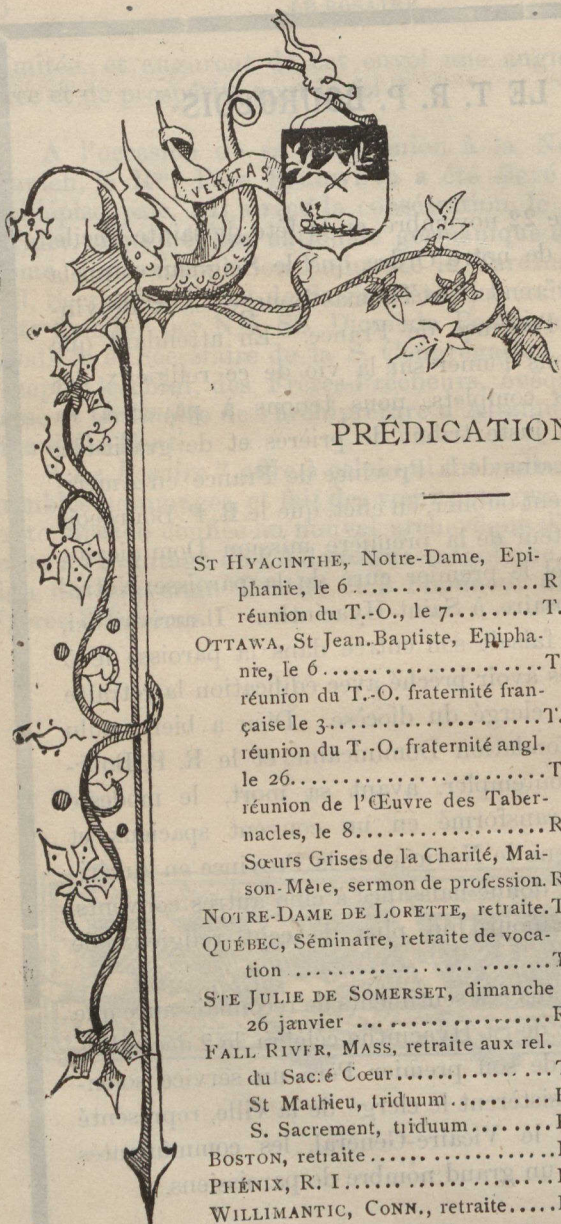 VERITAS
PRÉDICATION
ST HYACINTHE, Notre-Dame, Epi-
phanie, le 6..................R
réunion du T.-O., le 7.........T.
OTTAWA, St Jean.Baptiste, Epipha-
nie, le 6.....................T
réunion du T.-O. fraternité fran-
çaise le 3....................T.
réunion du T.-O. fraternité angl.
le 26.........................T
réunion de l'Œuvre des Taber-
nacles, le 8..................R
Sœurs Grises de la Charité, Mai-
son-Mère, sermon de profession.R
NOTRE-DAME DE LORETTE, retraite.T
QUÉBEC, Séminaire, retraite de voca-
tion .........................T
STE JULIE DE SOMERSET, dimanche
26 janvier ...................R
FALL RIVER, MASS, retraite aux rel.
du Sacré Cœur.................T
St Mathieu, triduum ..........
S. Sacrement, triduum........
BOSTON, retraite ................
PHÉNIX, R. I ....................
WILLIMANTIC, CONN., retraite.....